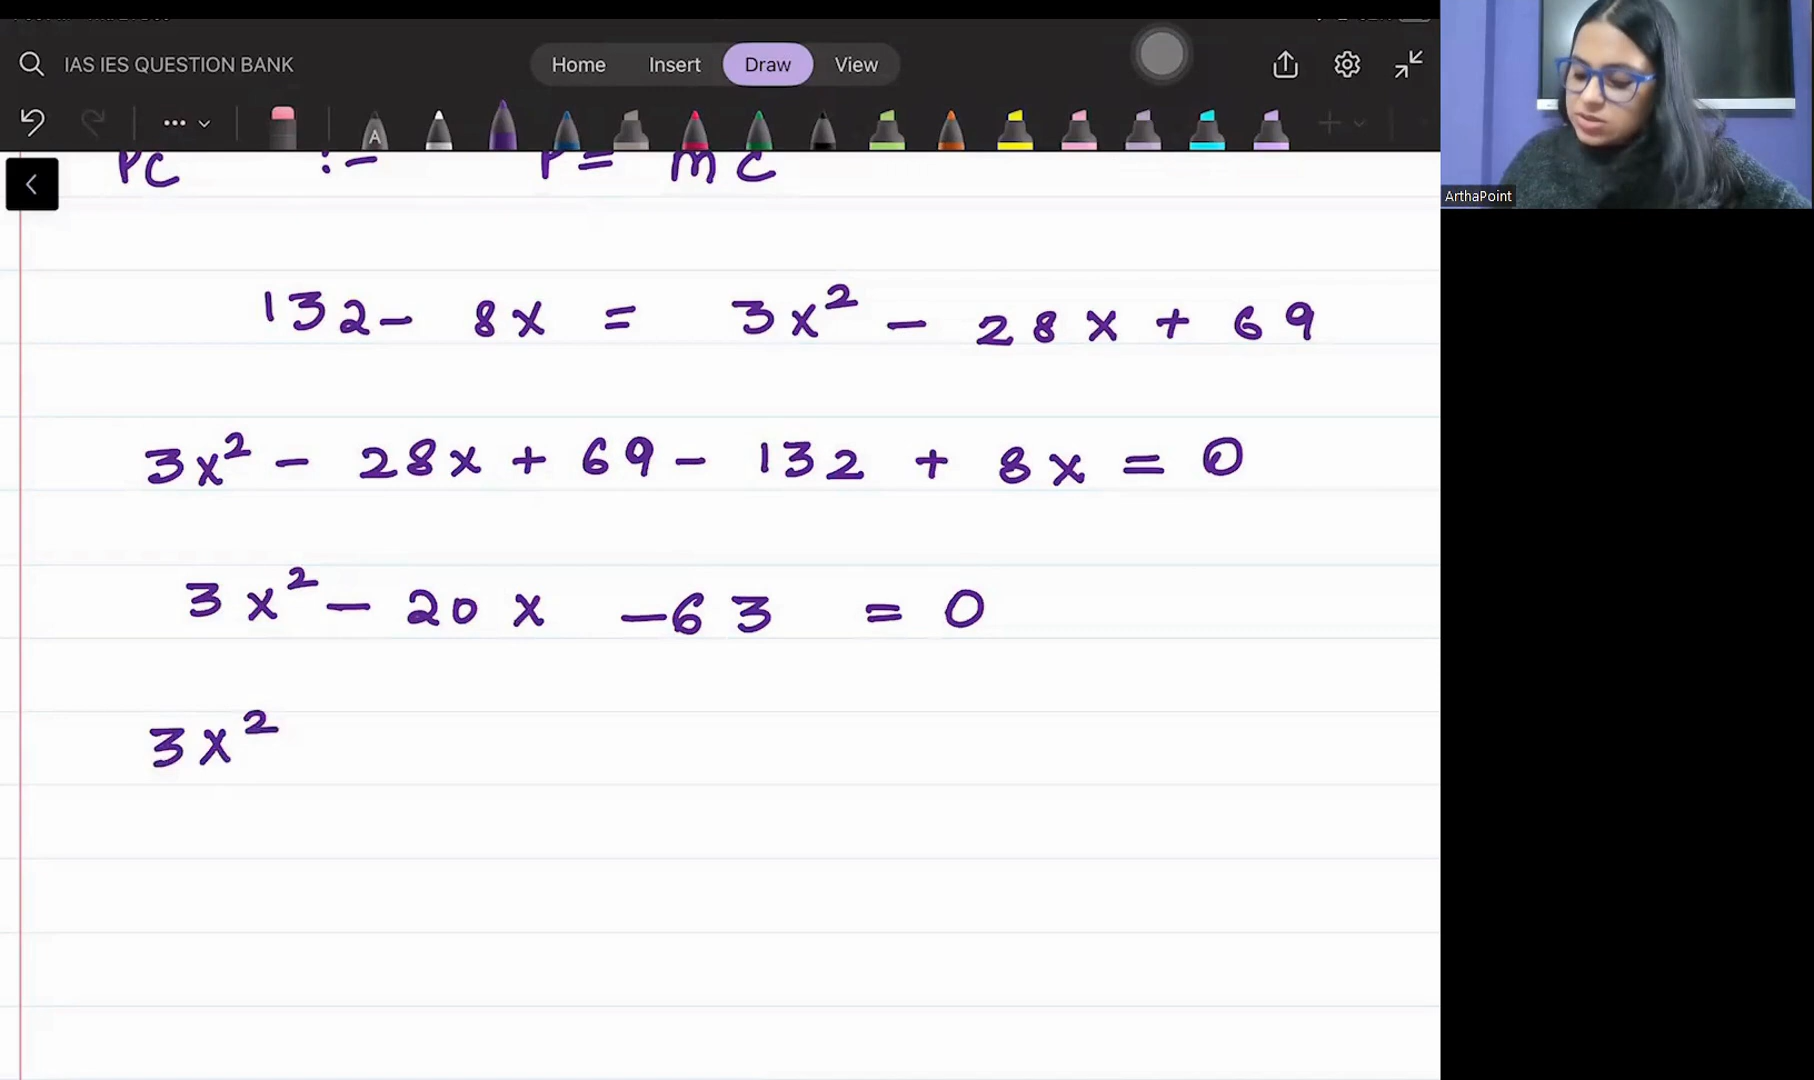 IAS IES QUESTION BANK
Home Insert Draw View
A
PC :- P = MC
132 - 8x = 3x² - 28x + 69
3x² - 28x + 69 - 132 + 8x = 0
3x² - 20x - 63 = 0
3x²
ArthaPoint